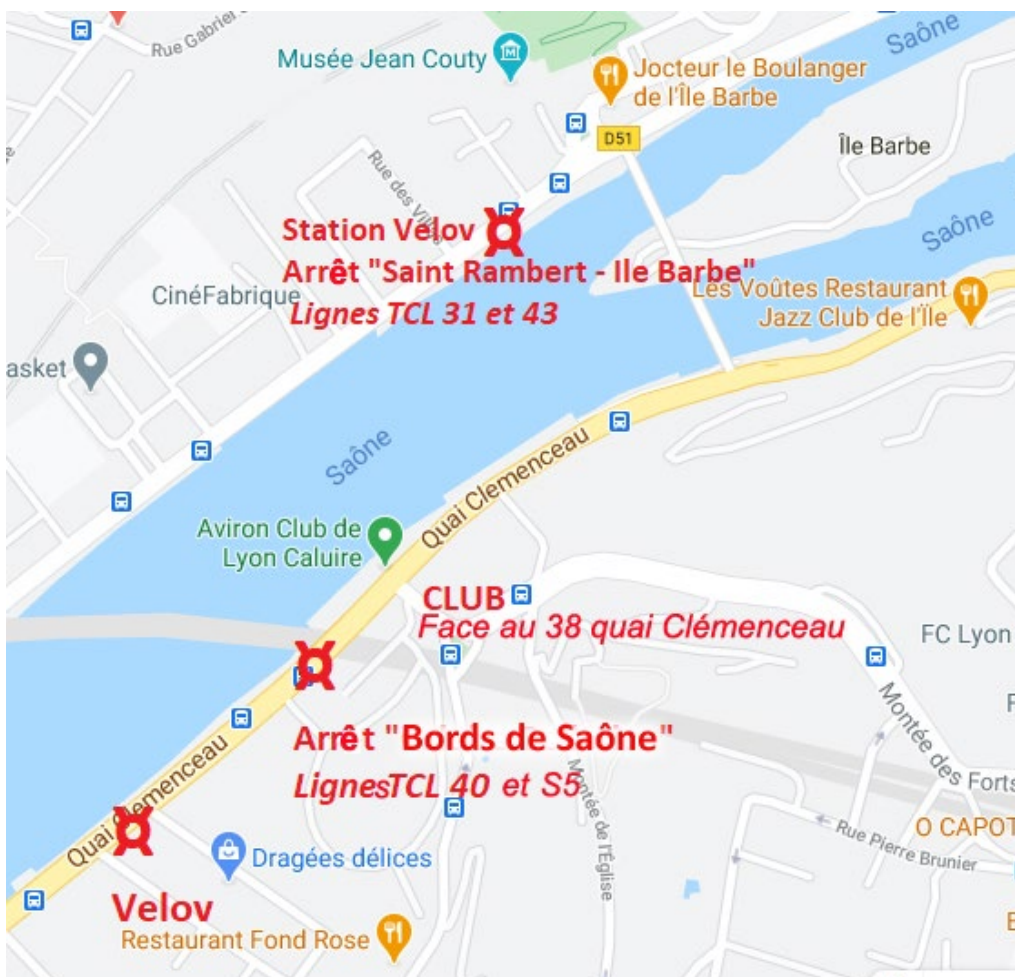 Rue Gabriel
Saône
Musée Jean Couty
Jocteur le Boulanger
de l'Île Barbe
D51
Île Barbe
Rue des Villas
Station Vélov
Saône
Arrêt "Saint Rambert - Ile Barbe"
CinéFabrique
Les Voûtes Restaurant
Jazz Club de l'Île
Lignes TCL 31 et 43
asket
Saône
Quai Clemenceau
Aviron Club de
Lyon Caluire
CLUB
Face au 38 quai Clémenceau
FC Lyon
Arrêt "Bords de Saône"
LignesTCL 40 et S5
Montée des Forts
Quai Clemenceau
Montée de l'Église
Rue Pierre Brunier
O CAPOT
Dragées délices
Velov
Restaurant Fond Rose